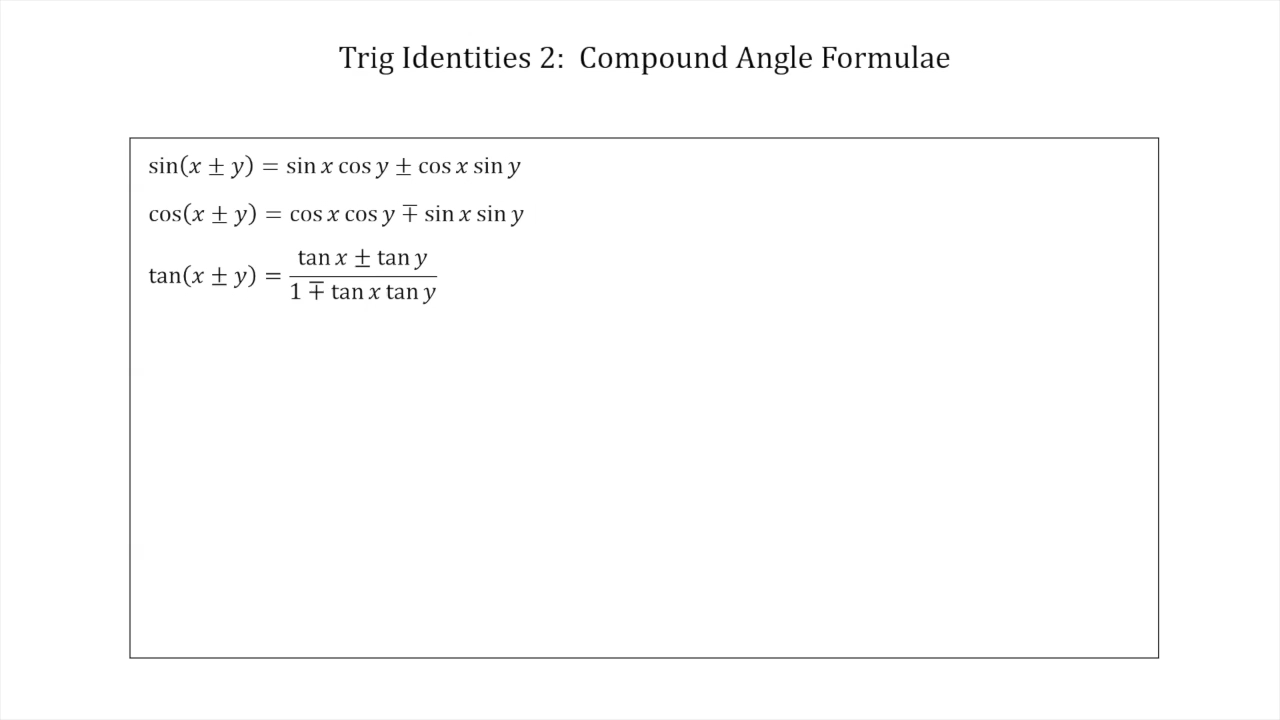 Trig Identities 2: Compound Angle Formulae
sin(x ± y) = sin x cos y ± cos x sin y
cos(x ± y) = cos x cos y ∓ sin x sin y
tan(x ± y) = (tan x ± tan y)/(1 ∓ tan x tan y)